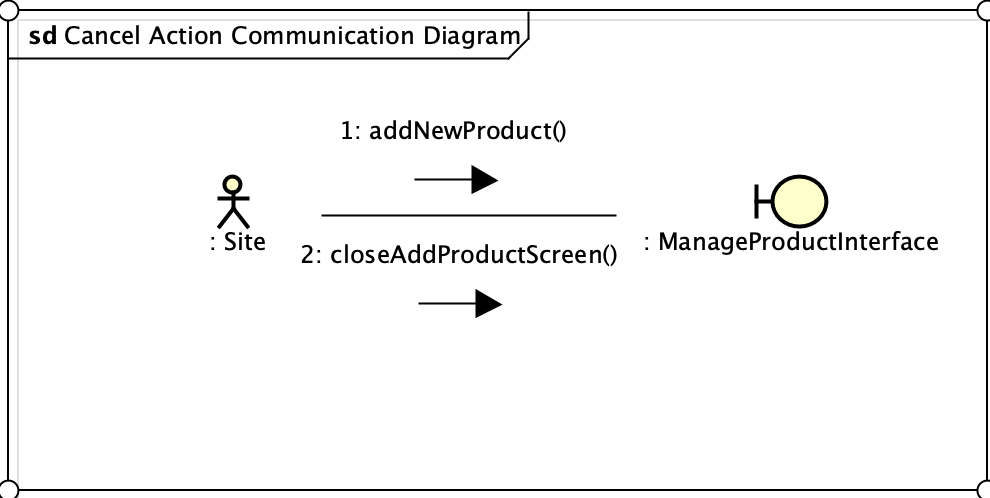 sd Cancel Action Communication Diagram
1: addNewProduct()
: Site
2: closeAddProductScreen()
: ManageProductInterface